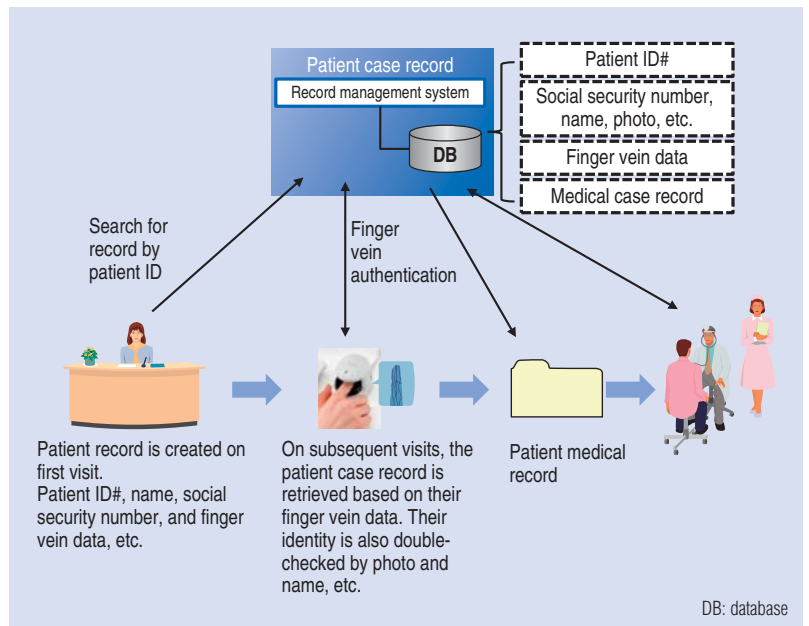 Patient case record
Record management system
DB
Patient ID#
Social security number,
name, photo, etc.
Finger vein data
Medical case record
Search for
record by
patient ID
Finger
vein
authentication
Patient record is created on
first visit.
Patient ID#, name, social
security number, and finger
vein data, etc.
On subsequent visits, the
patient case record is
retrieved based on their
finger vein data. Their
identity is also double-
checked by photo and
name, etc.
Patient medical
record
DB: database